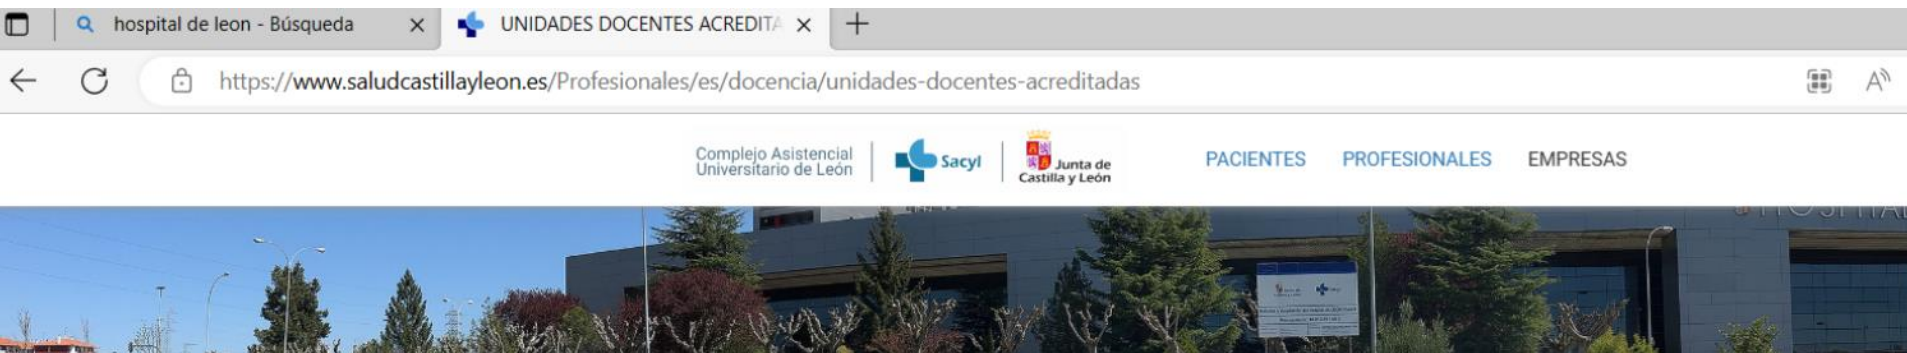 hospital de leon - Búsqueda
UNIDADES DOCENTES ACREDITA
https://www.saludcastillayleon.es/Profesionales/es/docencia/unidades-docentes-acreditadas
Complejo Asistencial
Universitario de León
Sacyl
Junta de
Castilla y León
PACIENTES PROFESIONALES EMPRESAS
HOSPITAL